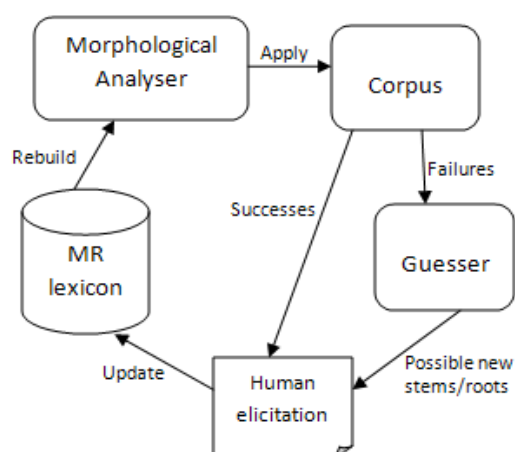 Morphological
Analyser
Apply
Corpus
Rebuild
Failures
Successes
MR
lexicon
Guesser
Update
Human
elicitation
Possible new
stems/roots